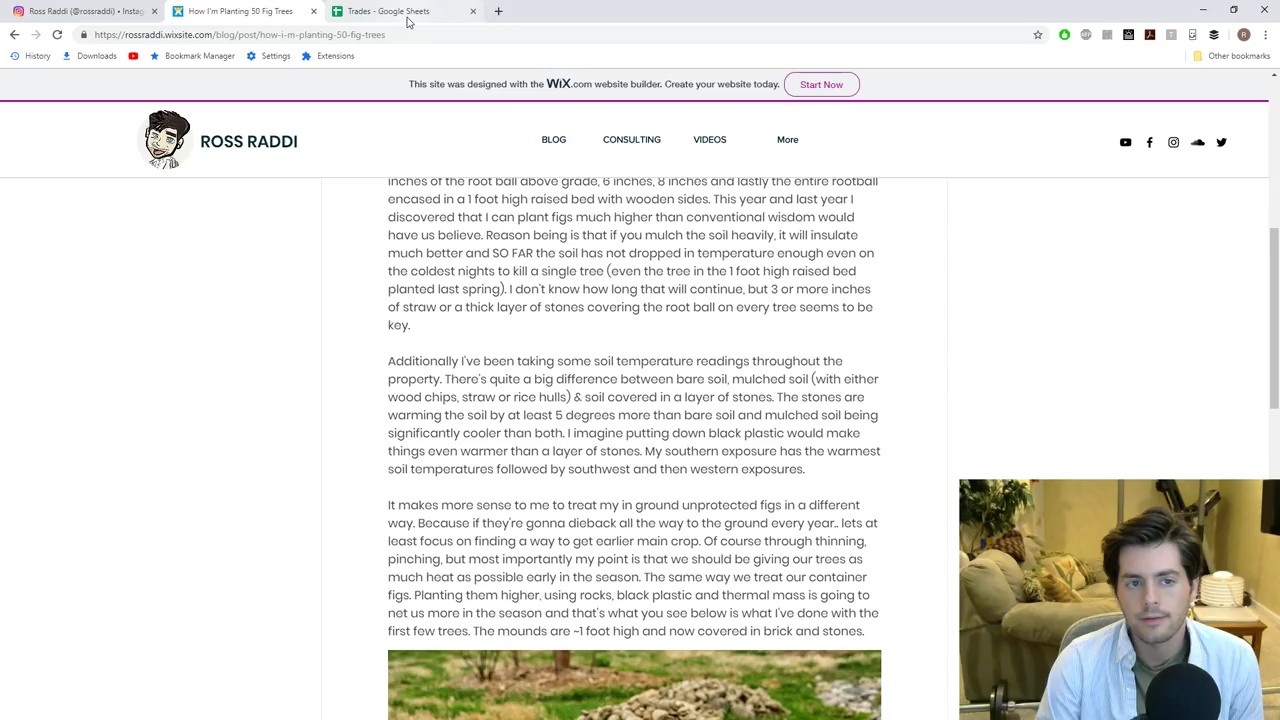 Ross Raddi (@rossraddi) • Instag
How I'm Planting 50 Fig Trees
Trades - Google Sheets
https://rossraddi.wixsite.com/blog/post/how-i-m-planting-50-fig-trees
History
Downloads
Bookmark Manager
Settings
Extensions
Other bookmarks
This site was designed with the WiX.com website builder. Create your website today.
Start Now
ROSS RADDI
BLOG
CONSULTING
VIDEOS
More
inches of the root ball above grade, 6 inches, 8 inches and lastly the entire rootball
encased in a 1 foot high raised bed with wooden sides. This year and last year I
discovered that I can plant figs much higher than conventional wisdom would
have us believe. Reason being is that if you mulch the soil heavily, it will insulate
much better and SO FAR the soil has not dropped in temperature enough even on
the coldest nights to kill a single tree (even the tree in the 1 foot high raised bed
planted last spring). I don't know how long that will continue, but 3 or more inches
of straw or a thick layer of stones covering the root ball on every tree seems to be
key.
Additionally I've been taking some soil temperature readings throughout the
property. There's quite a big difference between bare soil, mulched soil (with either
wood chips, straw or rice hulls) & soil covered in a layer of stones. The stones are
warming the soil by at least 5 degrees more than bare soil and mulched soil being
significantly cooler than both. I imagine putting down black plastic would make
things even warmer than a layer of stones. My southern exposure has the warmest
soil temperatures followed by southwest and then western exposures.
It makes more sense to me to treat my in ground unprotected figs in a different
way. Because if they're gonna dieback all the way to the ground every year.. lets at
least focus on finding a way to get earlier main crop. Of course through thinning,
pinching, but most importantly my point is that we should be giving our trees as
much heat as possible early in the season. The same way we treat our container
figs. Planting them higher, using rocks, black plastic and thermal mass is going to
net us more in the season and that's what you see below is what I've done with the
first few trees. The mounds are ~1 foot high and now covered in brick and stones.